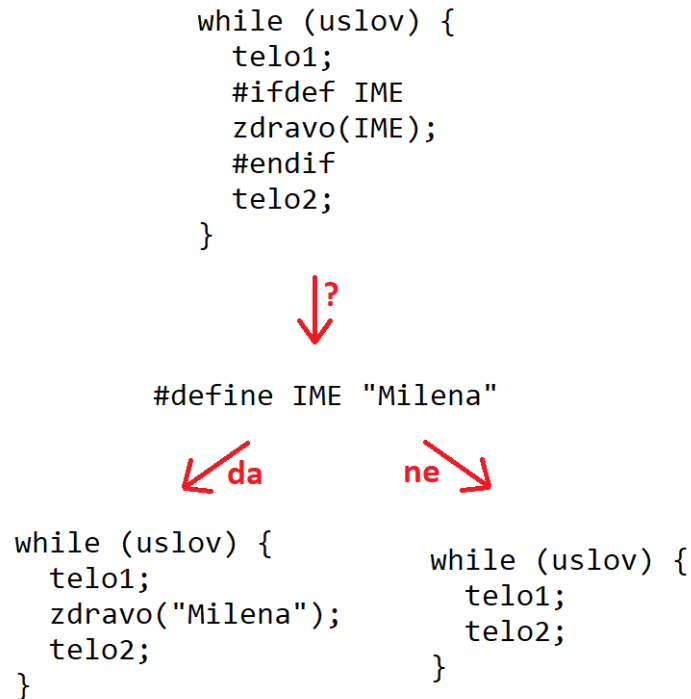 while (uslov) {
  telo1;
  #ifdef IME
  zdravo(IME);
  #endif
  telo2;
}
?
#define IME "Milena"
da
ne
while (uslov) {
  telo1;
  zdravo("Milena");
  telo2;
}
while (uslov) {
  telo1;
  telo2;
}